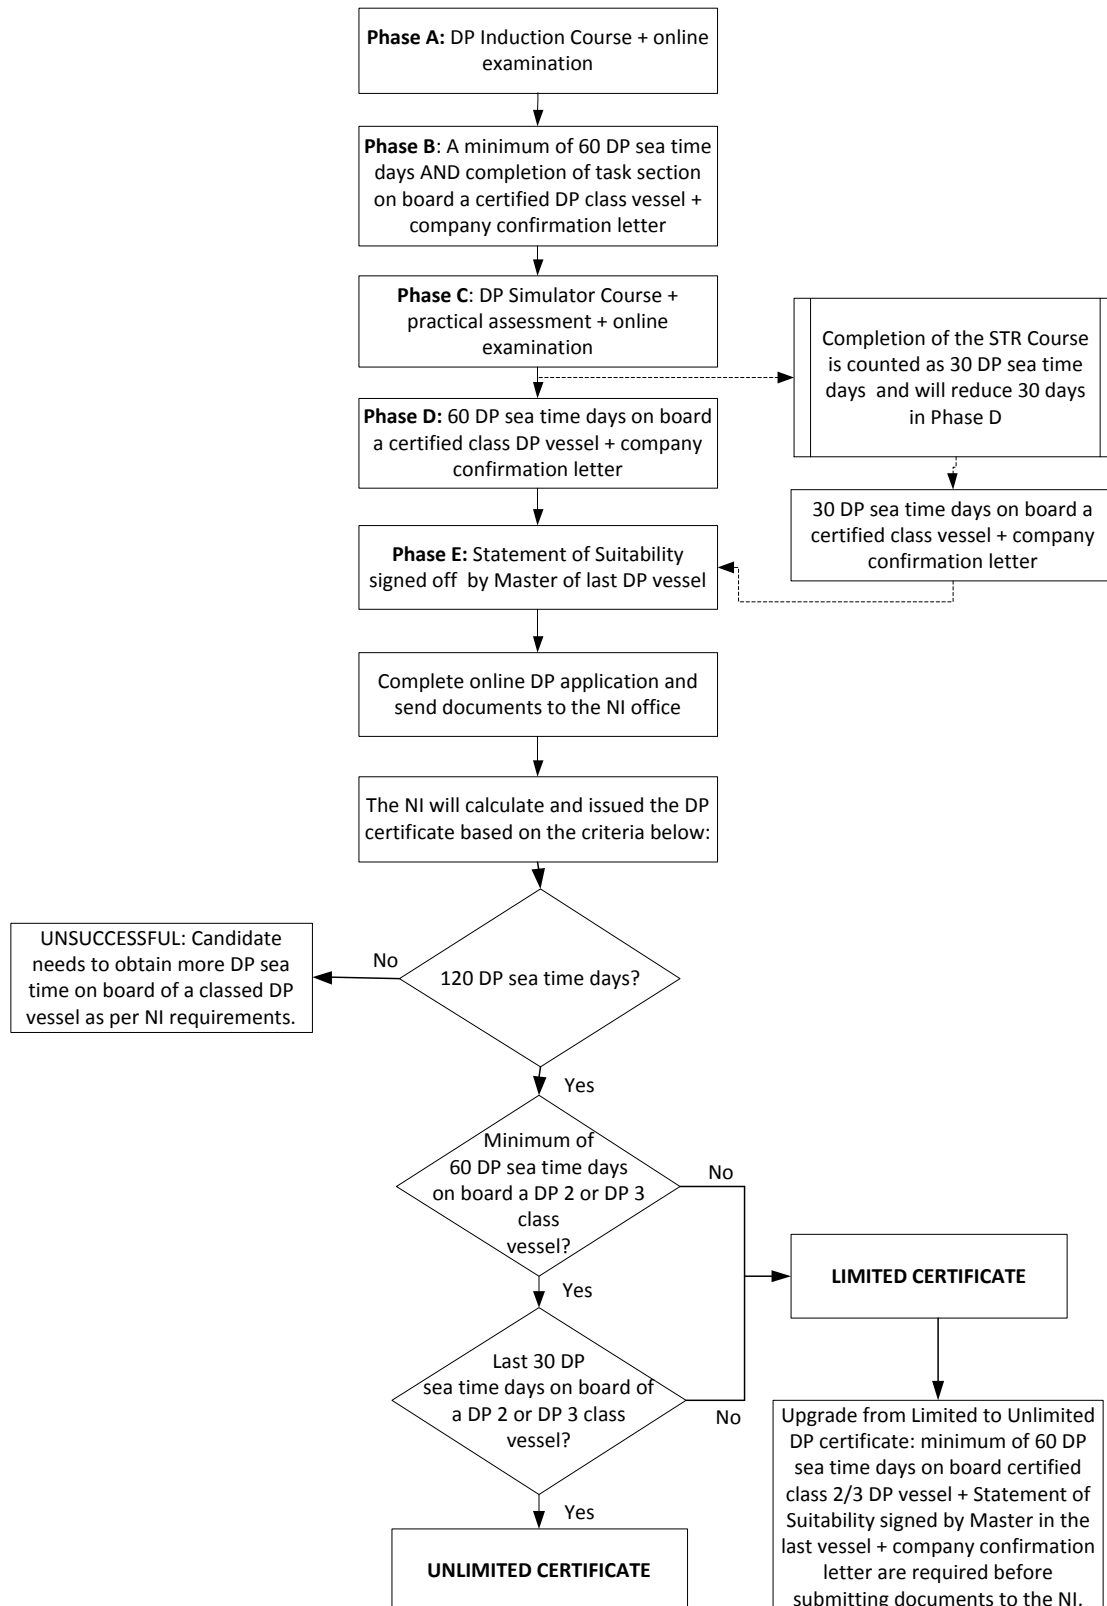 Phase A: DP Induction Course + online
examination
Phase B: A minimum of 60 DP sea time
days AND completion of task section
on board a certified DP class vessel +
company confirmation letter
Phase C: DP Simulator Course +
practical assessment + online
examination
Completion of the STR Course
is counted as 30 DP sea time
days and will reduce 30 days
in Phase D
Phase D: 60 DP sea time days on board
a certified class DP vessel + company
confirmation letter
30 DP sea time days on board a
certified class vessel + company
confirmation letter
Phase E: Statement of Suitability
signed off by Master of last DP vessel
Complete online DP application and
send documents to the NI office
The NI will calculate and issued the DP
certificate based on the criteria below:
120 DP sea time days?
No
UNSUCCESSFUL: Candidate
needs to obtain more DP sea
time on board of a classed DP
vessel as per NI requirements.
Yes
Minimum of
60 DP sea time days
on board a DP 2 or DP 3
class
vessel?
No
Yes
LIMITED CERTIFICATE
Last 30 DP
sea time days on board of
a DP 2 or DP 3 class
vessel?
No
Yes
UNLIMITED CERTIFICATE
Upgrade from Limited to Unlimited
DP certificate: minimum of 60 DP
sea time days on board certified
class 2/3 DP vessel + Statement of
Suitability signed by Master in the
last vessel + company confirmation
letter are required before
submitting documents to the NI.